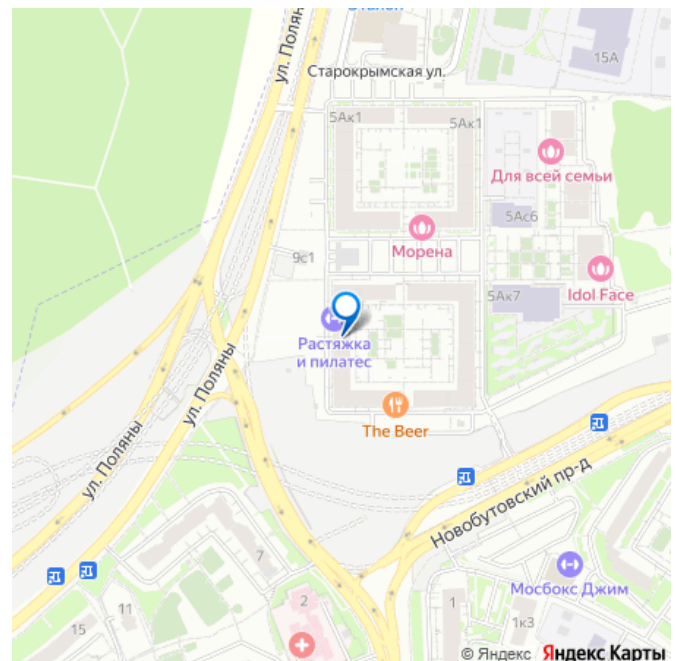 Эталон
ул. Поляны
15А
Старокрымская ул.
5Ак1
5Ак1
Для всей семьи
5Ас6
Морена
9с1
Idol Face
5Ак7
Растяжка
и пилатес
ул. Поляны
The Beer
ул. Поляны
Новобутовский пр-д
7
Мосбокс Джим
2
1
11
1к3
15
© Яндекс Яндекс Карты